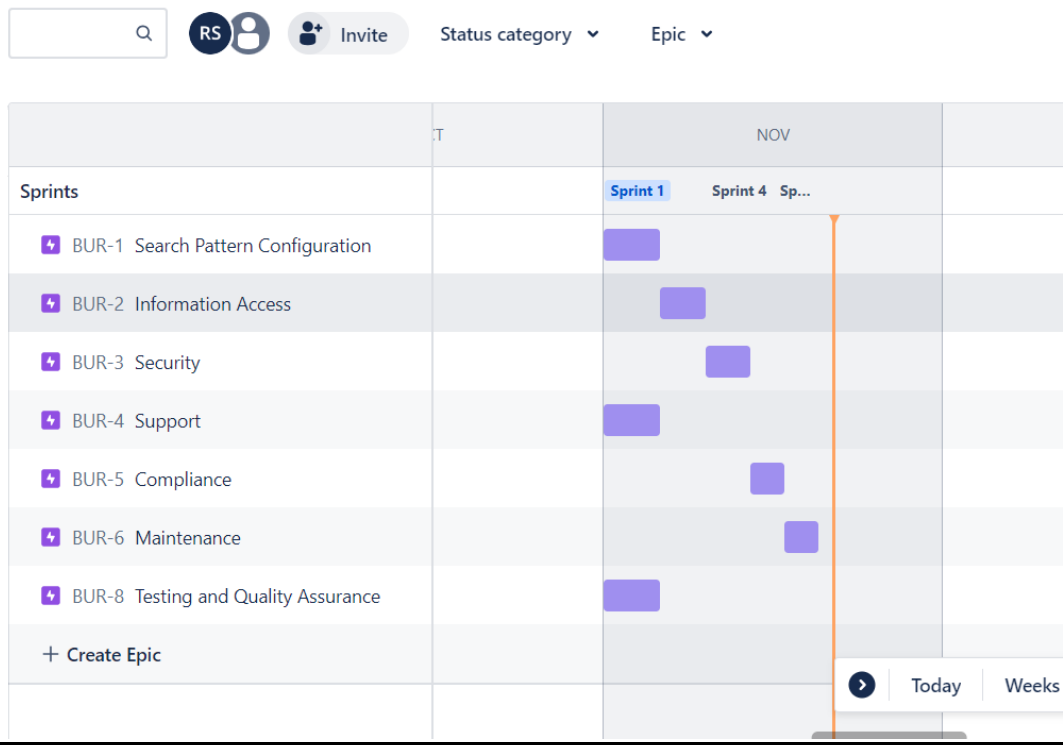 RS
Invite
Status category
Epic
CT
NOV
Sprints
Sprint 1
Sprint 4
Sp...
BUR-1 Search Pattern Configuration
BUR-2 Information Access
BUR-3 Security
BUR-4 Support
BUR-5 Compliance
BUR-6 Maintenance
BUR-8 Testing and Quality Assurance
+ Create Epic
Today
Weeks